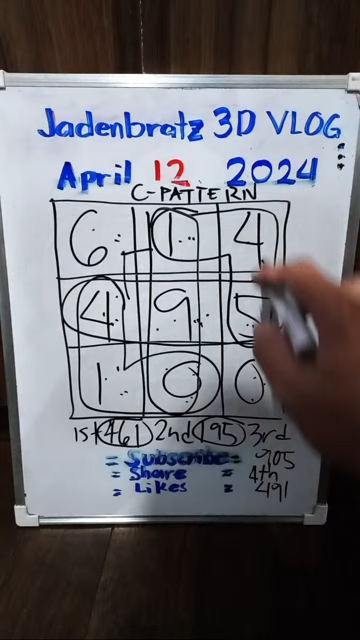 Jadenbratz 3D VLOG
April 12 2024
C-PATTERN
6 1 4
4 9 5
1 0 0
1st 461 2nd 195 3rd
905
= Subscribe =
4th
= Share =
491
= Likes =